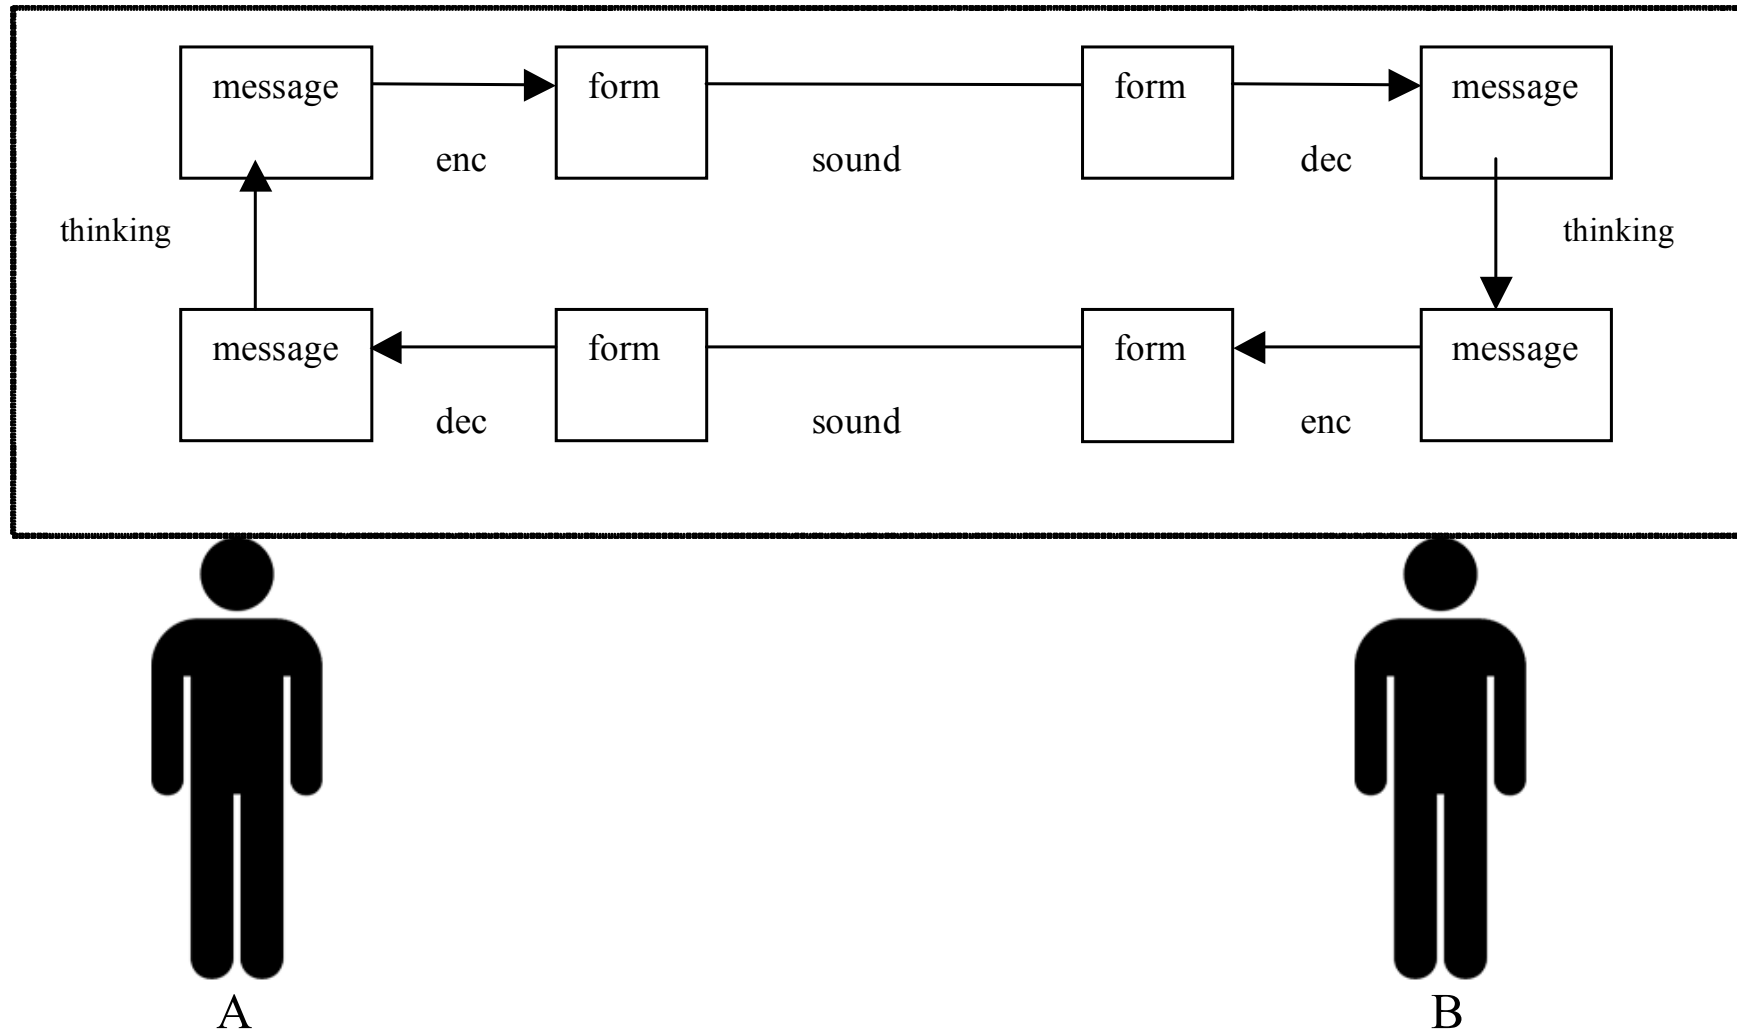 message form form message
enc sound dec
thinking thinking
message form form message
dec sound enc
A B